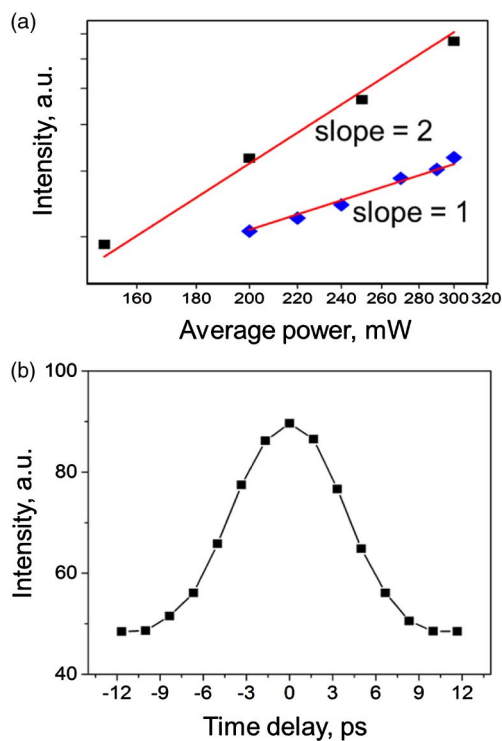 (a)
Intensity, a.u.
slope = 2
slope = 1
160 180 200 220 240 260 280 300 320
Average power, mW
(b)
100
80
60
40
Intensity, a.u.
-12 -9 -6 -3 0 3 6 9 12
Time delay, ps